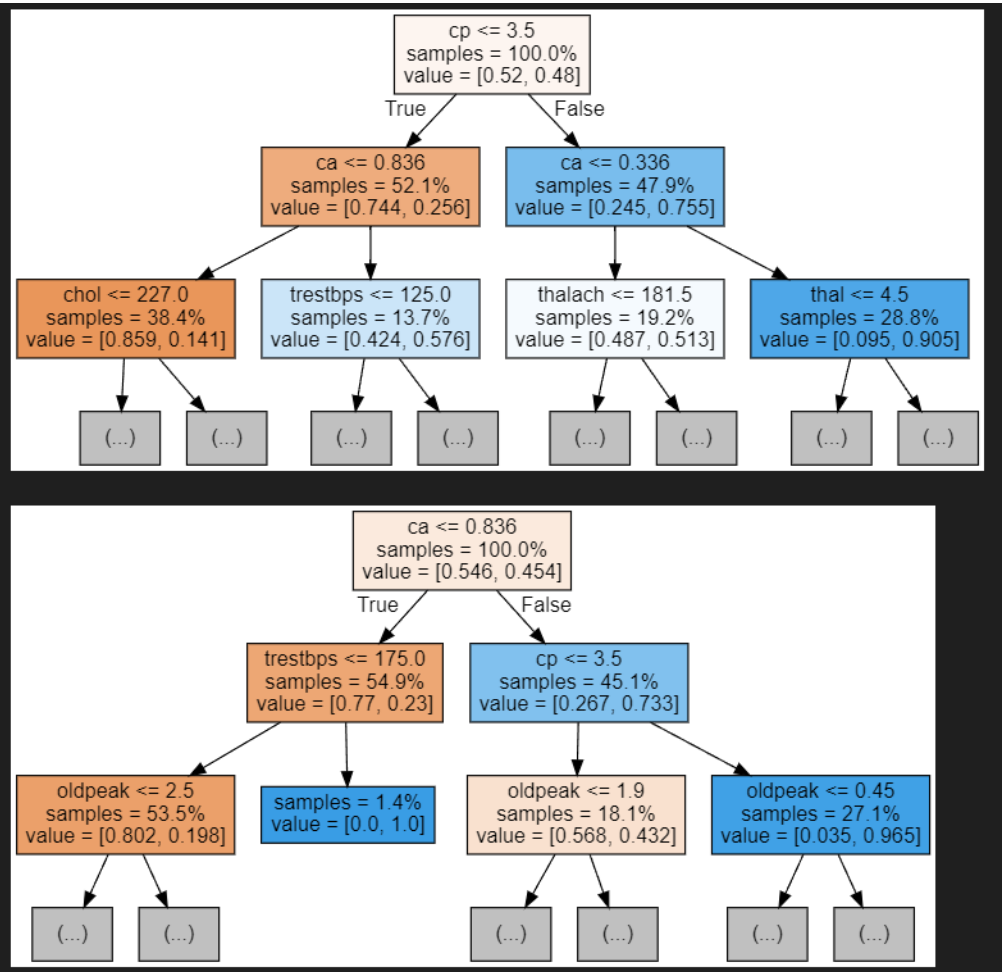 cp <= 3.5
samples = 100.0%
value = [0.52, 0.48]
True
False
ca <= 0.836
samples = 52.1%
value = [0.744, 0.256]
ca <= 0.336
samples = 47.9%
value = [0.245, 0.755]
chol <= 227.0
samples = 38.4%
value = [0.859, 0.141]
trestbps <= 125.0
samples = 13.7%
value = [0.424, 0.576]
thalach <= 181.5
samples = 19.2%
value = [0.487, 0.513]
thal <= 4.5
samples = 28.8%
value = [0.095, 0.905]
(...)
(...)
(...)
(...)
(...)
(...)
(...)
(...)
ca <= 0.836
samples = 100.0%
value = [0.546, 0.454]
True
False
trestbps <= 175.0
samples = 54.9%
value = [0.77, 0.23]
cp <= 3.5
samples = 45.1%
value = [0.267, 0.733]
oldpeak <= 2.5
samples = 53.5%
value = [0.802, 0.198]
samples = 1.4%
value = [0.0, 1.0]
oldpeak <= 1.9
samples = 18.1%
value = [0.568, 0.432]
oldpeak <= 0.45
samples = 27.1%
value = [0.035, 0.965]
(...)
(...)
(...)
(...)
(...)
(...)